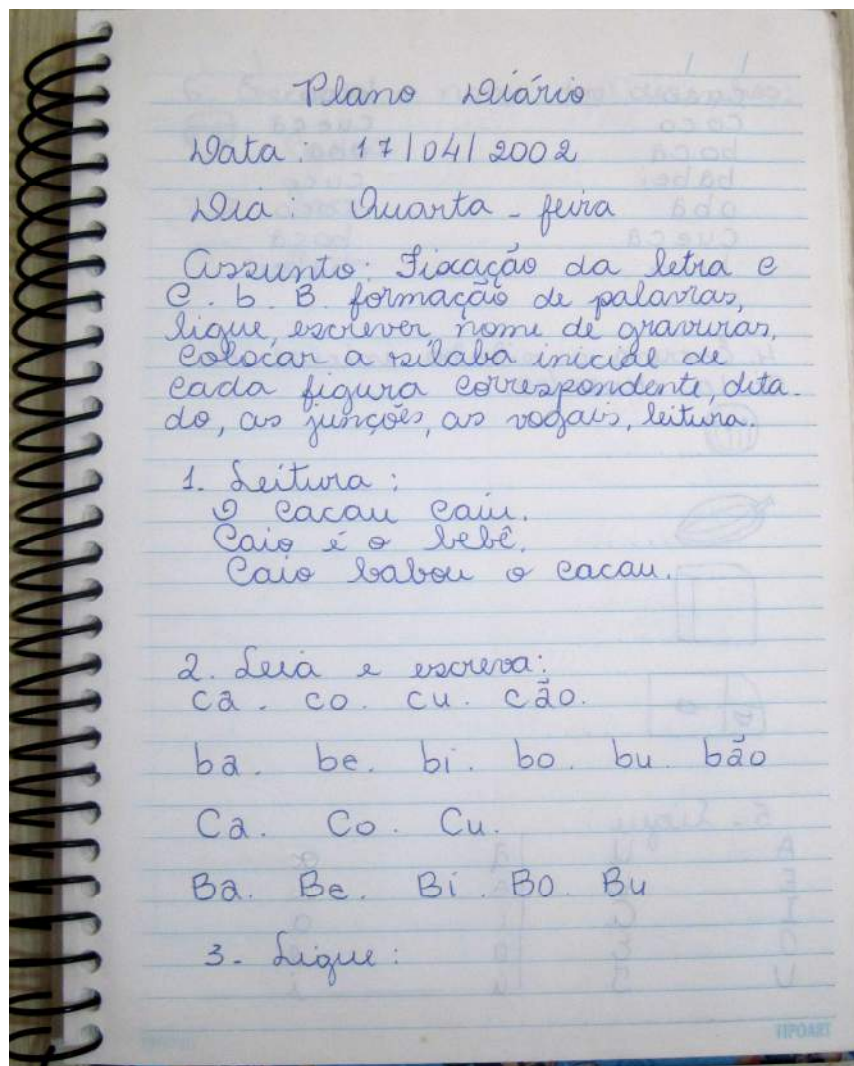 Plano Diário
Data: 17/04/2002
Dia: Quarta-feira
Assunto: Fixação da letra c
C. b. B. formação de palavras,
ligue, escrever nome de gravuras,
colocar a sílaba inicial de
cada figura correspondente, dita-
do, as junções, as vogais, leitura.
1. Leitura:
O cacau caiu.
Caio é o bebê.
Caio babou o cacau.
2. Leia e escreva:
ca. co. cu. cão.
ba. be. bi. bo. bu bão
Ca. Co. Cu.
Ba. Be. Bi. Bo. Bu
3- Ligue:
TIPOART